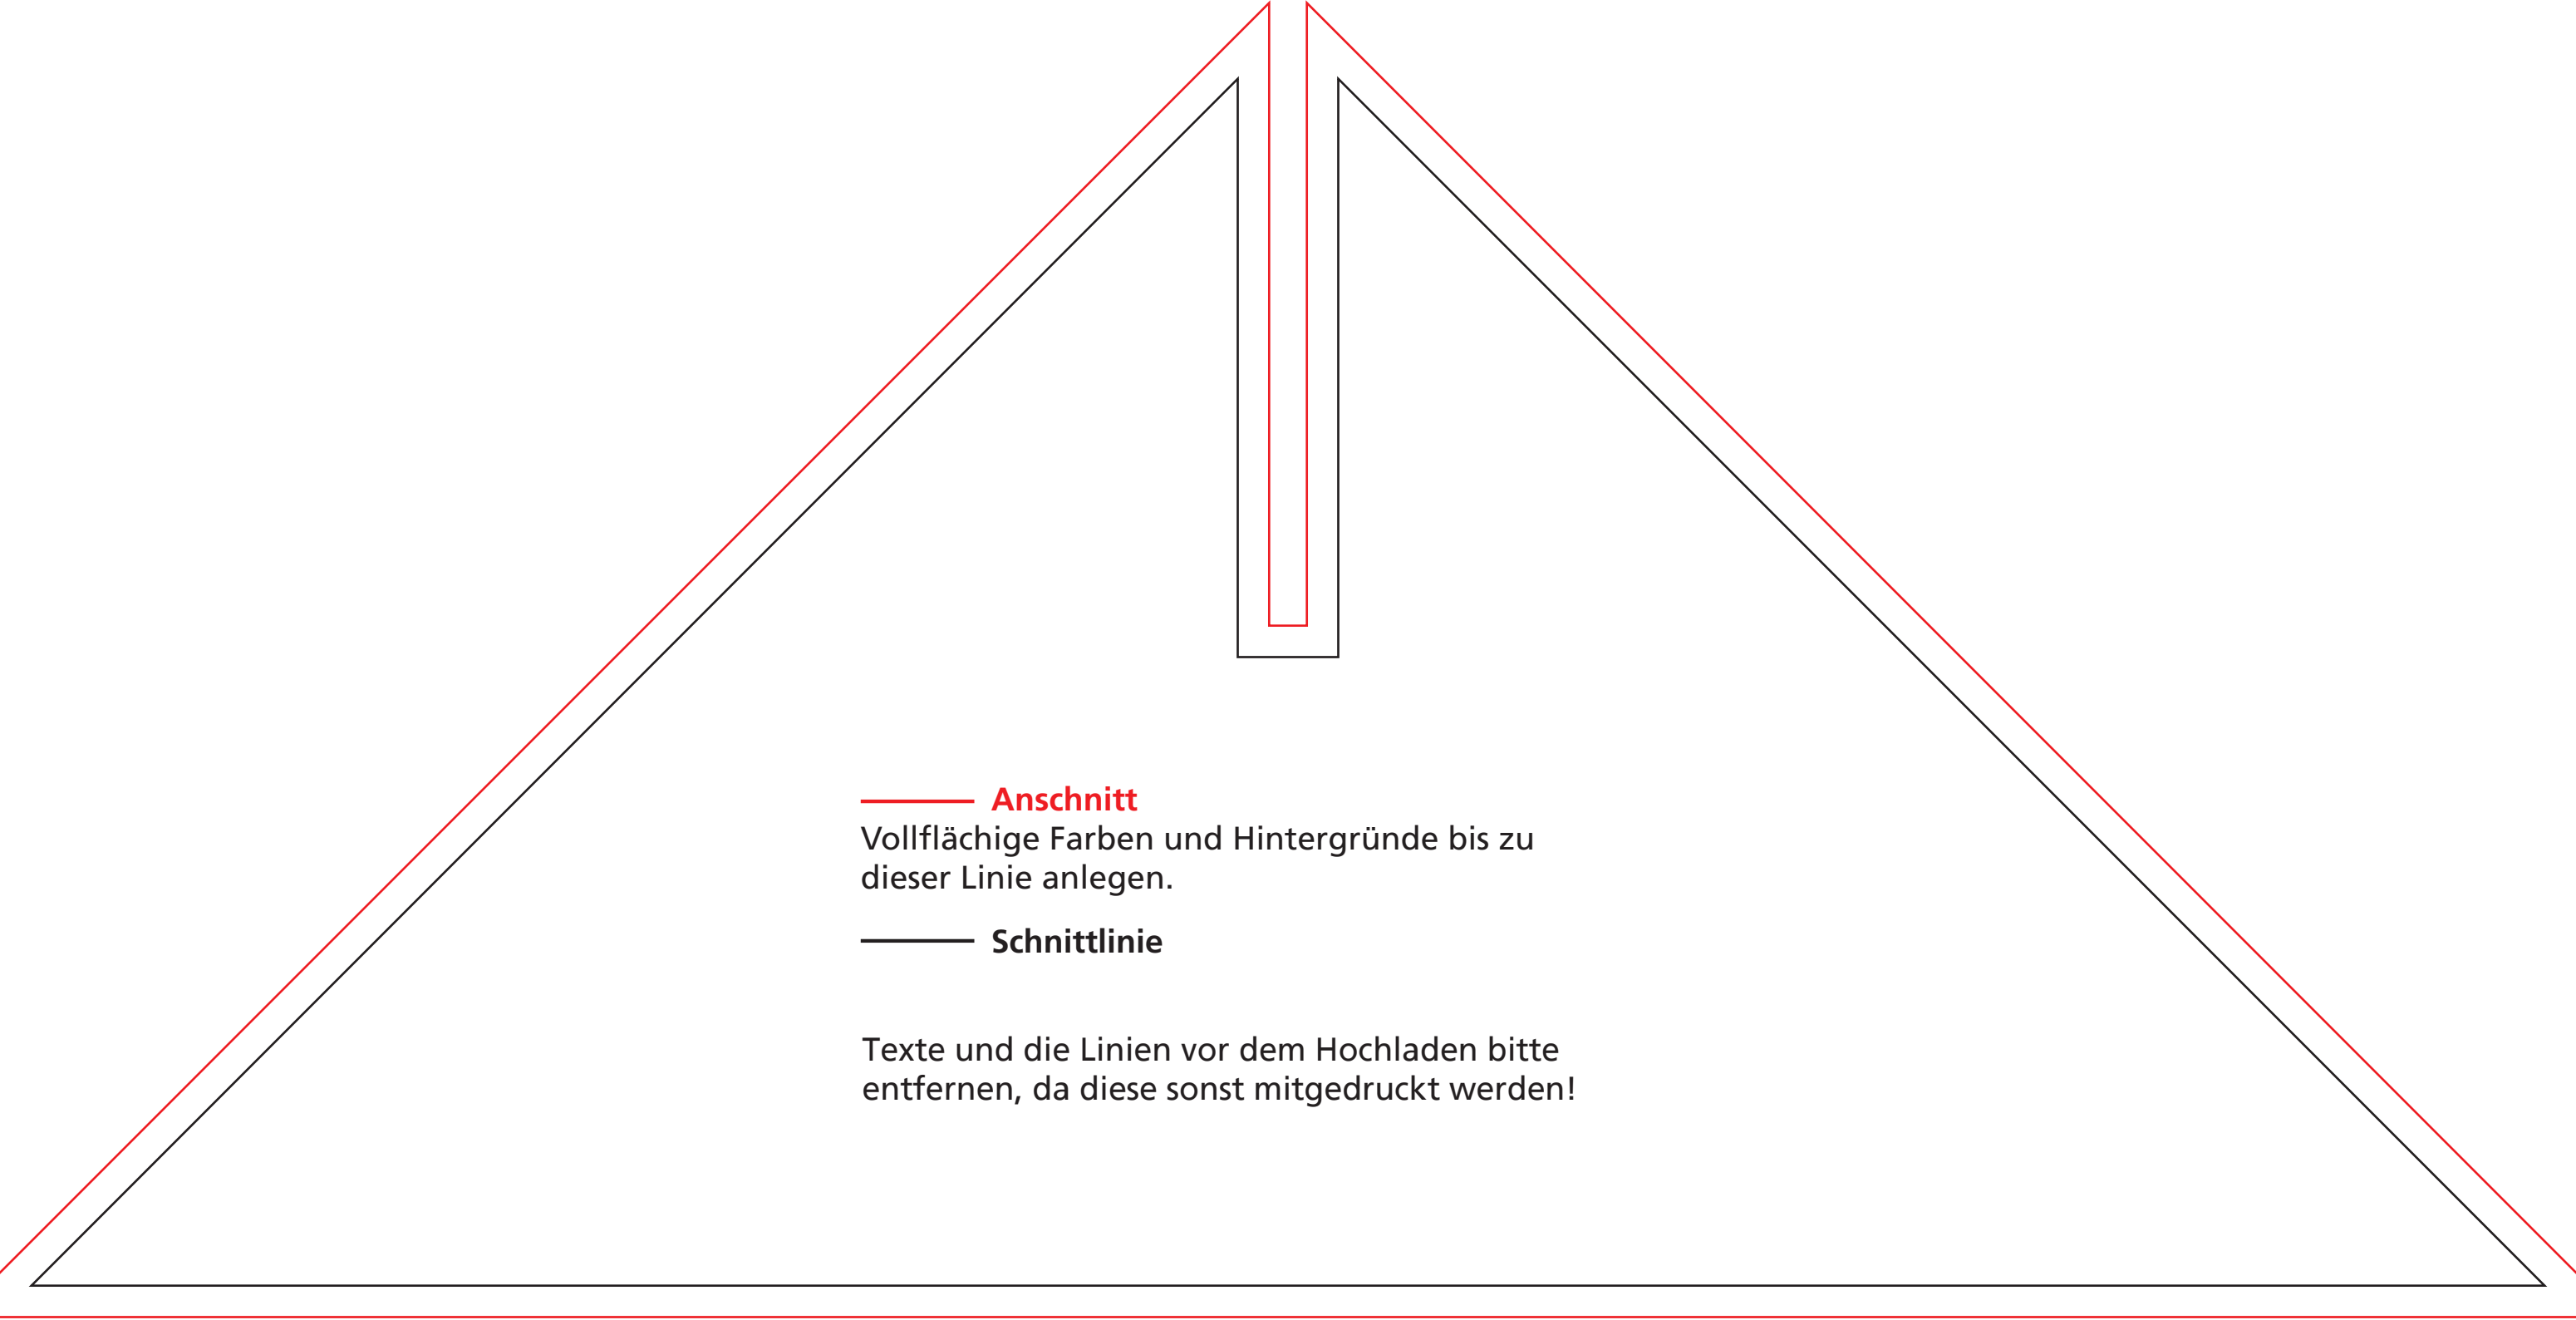 Anschnitt
Vollflächige Farben und Hintergründe bis zu
dieser Linie anlegen.
Schnittlinie
Texte und die Linien vor dem Hochladen bitte
entfernen, da diese sonst mitgedruckt werden!